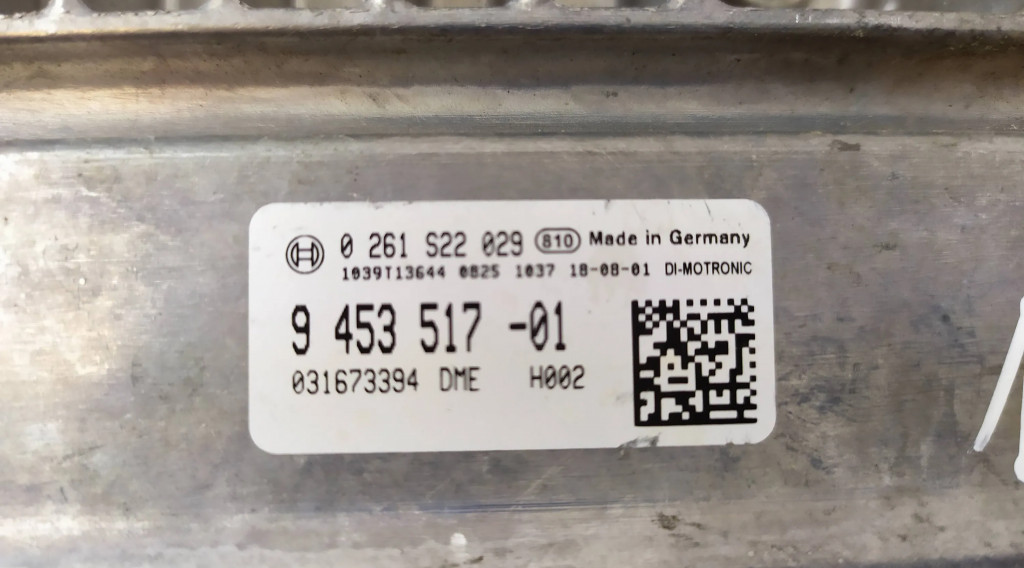 0 261 S22 029 810 Made in Germany
1039T13644 0825 1037 18-08-01 DI-MOTRONIC
9 453 517 -01
031673394 DME H002